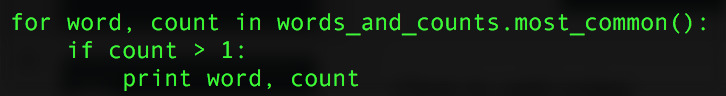 for word, count in words_and_counts.most_common():
    if count > 1:
        print word, count